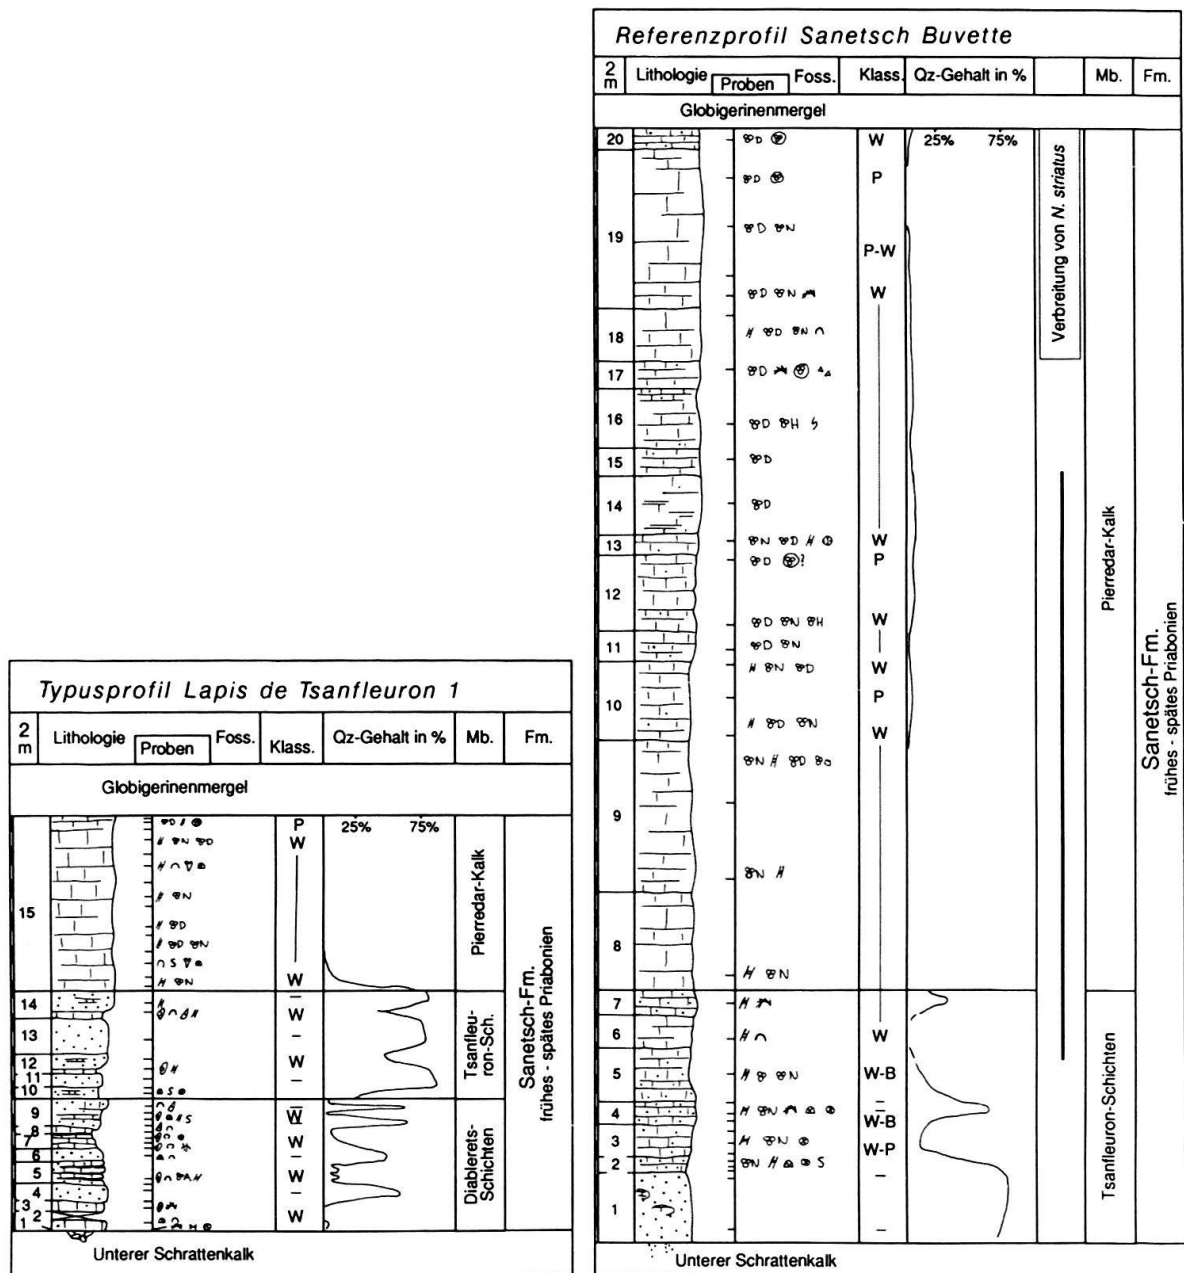 Referenzprofil Sanetsch Buvette
2 m Lithologie Proben Foss. Klass. Qz-Gehalt in % Mb. Fm.
Globigerinenmergel
25% 75%
20 W
P
19
P-W
W
18
17
16
15
14
13 W
P
12
W
11
W
10 P
W
9
8
7
6 W
5 W-B
4 – – W-B
3 W-P
2 –
1 –
Verbreitung von N. striatus
Pierredar-Kalk
Tsanfleuron-Schichten
Sanetsch-Fm.
frühes - spätes Priabonien
Unterer Schrattenkalk
Typusprofil Lapis de Tsanfleuron 1
2 m Lithologie Proben Foss. Klass. Qz-Gehalt in % Mb. Fm.
Globigerinenmergel
25% 75%
P
W
15
W
14 –
W
13 –
12 W
11 –
10
9 – W
8
7 W
6
5 W
4 –
3
2 W
1
Pierredar-Kalk
Tsanfleu-
ron-Sch.
Diablerets-
Schichten
Sanetsch-Fm.
frühes - spätes Priabonien
Unterer Schrattenkalk